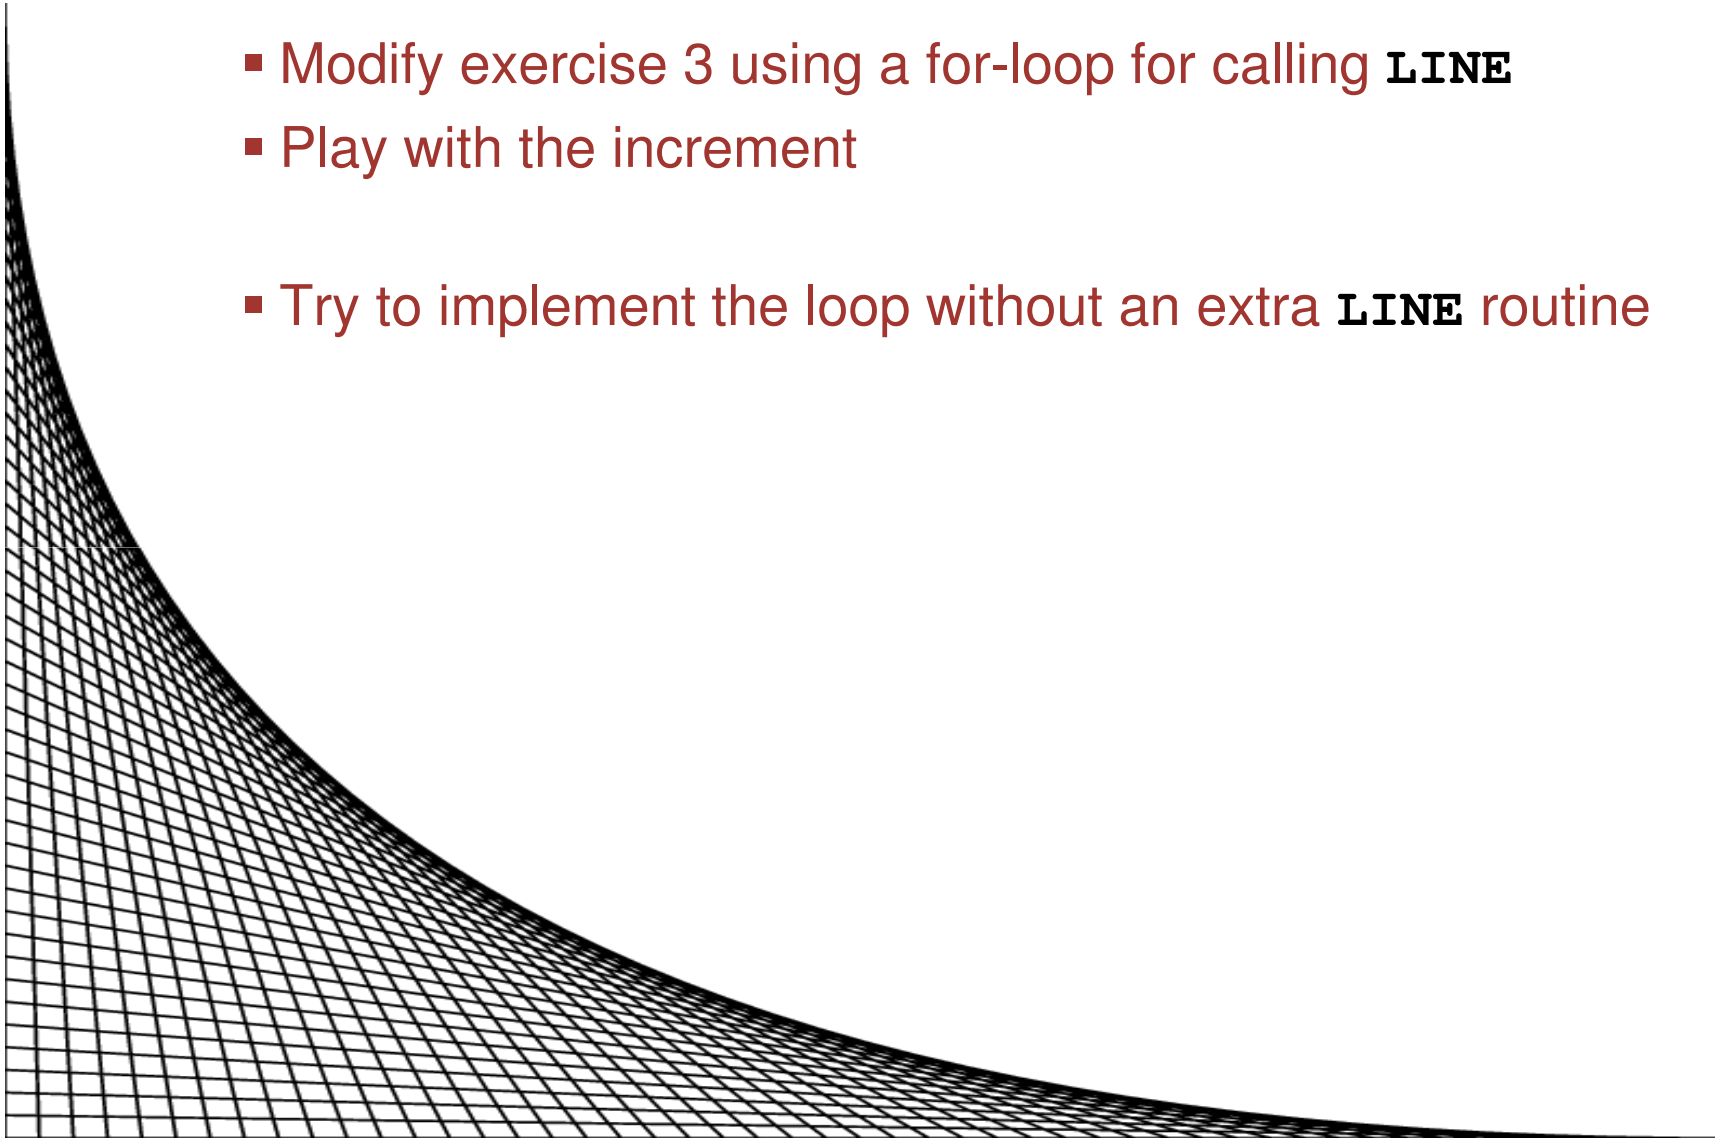 ▪ Modify exercise 3 using a for-loop for calling LINE
▪ Play with the increment
▪ Try to implement the loop without an extra LINE routine